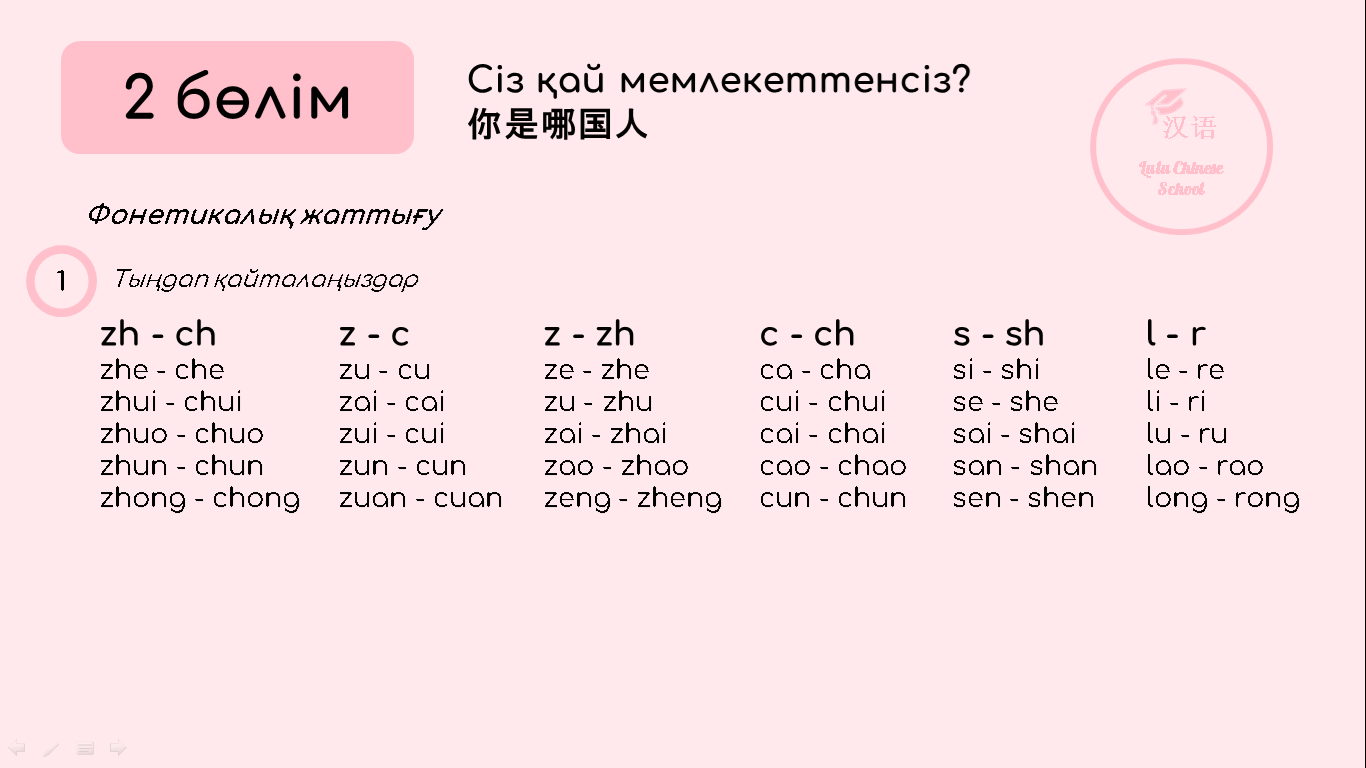 2 бөлім
Сіз қай мемлекеттенсіз?
你是哪国人
汉语
Lulu Chinese
School
Фонетикалық жаттығу
1 Тыңдап қайталаңыздар
zh - ch z - c z - zh c - ch s - sh l - r
zhe - che zu - cu ze - zhe ca - cha si - shi le - re
zhui - chui zai - cai zu - zhu cui - chui se - she li - ri
zhuo - chuo zui - cui zai - zhai cai - chai sai - shai lu - ru
zhun - chun zun - cun zao - zhao cao - chao san - shan lao - rao
zhong - chong zuan - cuan zeng - zheng cun - chun sen - shen long - rong